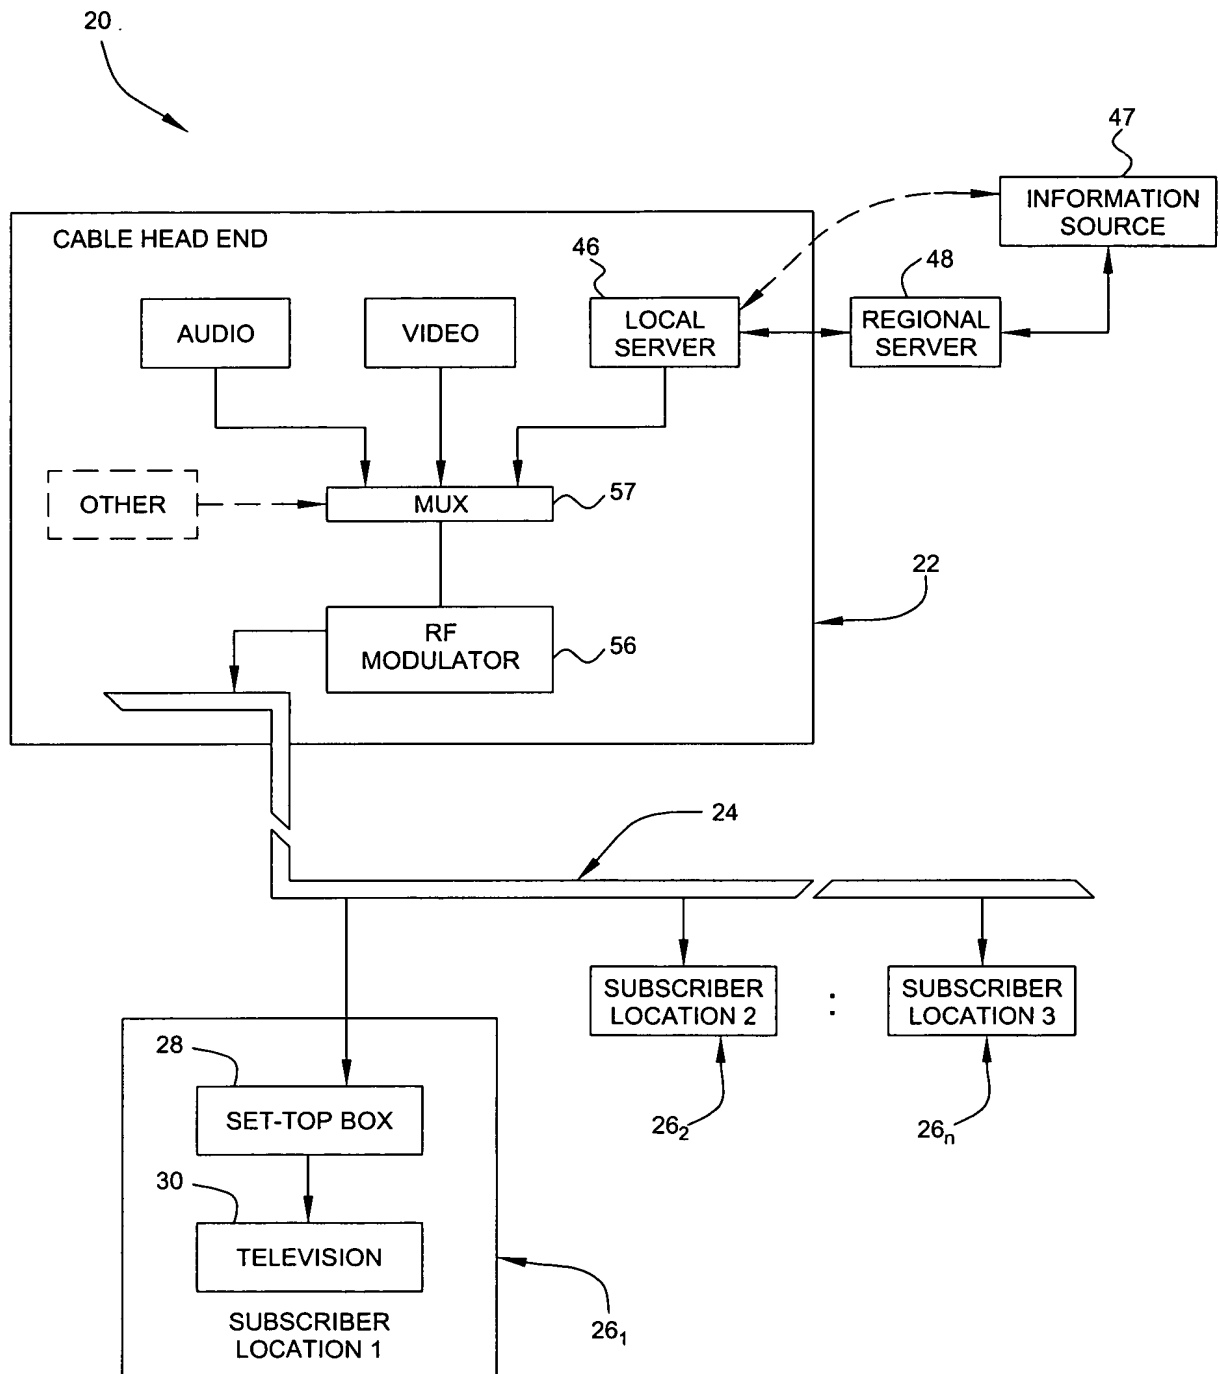 20
47
INFORMATION
SOURCE
CABLE HEAD END
46
48
AUDIO
VIDEO
LOCAL
SERVER
REGIONAL
SERVER
OTHER
MUX
57
22
RF
MODULATOR
56
24
SUBSCRIBER
LOCATION 2
:
SUBSCRIBER
LOCATION 3
28
SET-TOP BOX
26₂
26ₙ
30
TELEVISION
SUBSCRIBER
LOCATION 1
26₁